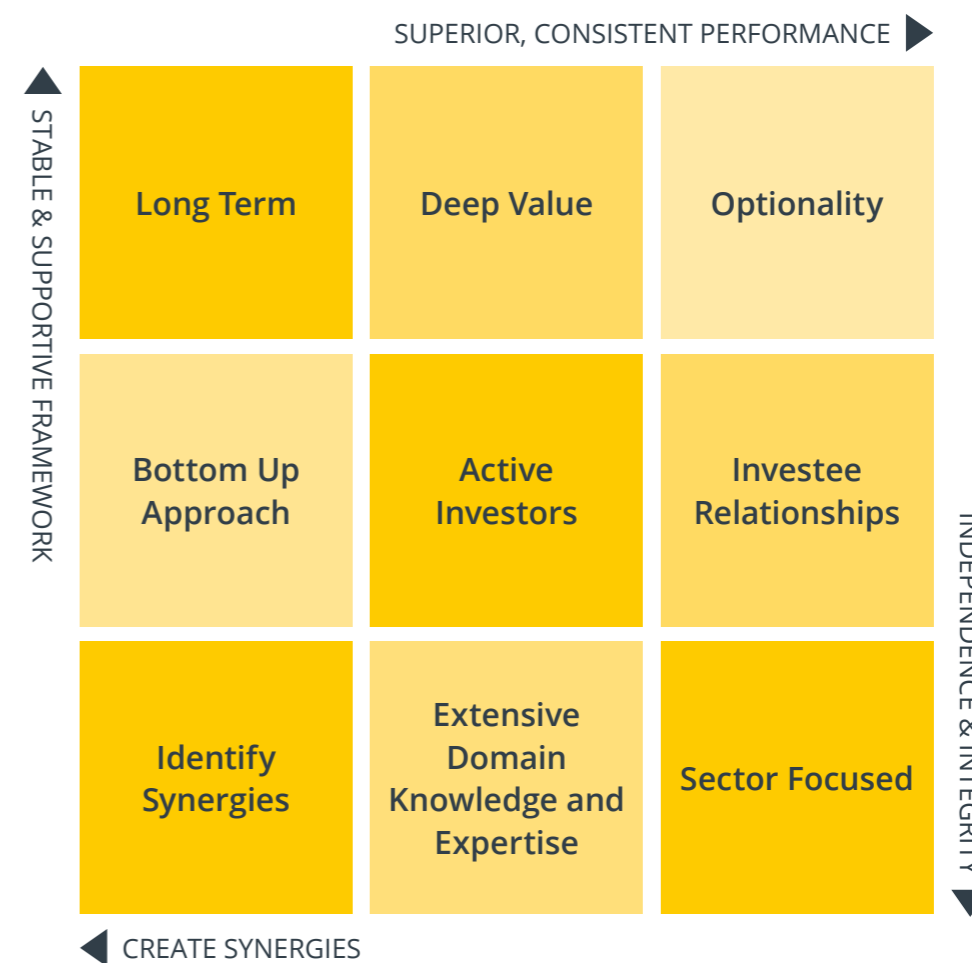 SUPERIOR, CONSISTENT PERFORMANCE
STABLE & SUPPORTIVE FRAMEWORK
Long Term
Deep Value
Optionality
Bottom Up
Approach
Active
Investors
Investee
Relationships
INDEPENDENCE & INTEGRITY
Identify
Synergies
Extensive
Domain
Knowledge and
Expertise
Sector Focused
CREATE SYNERGIES